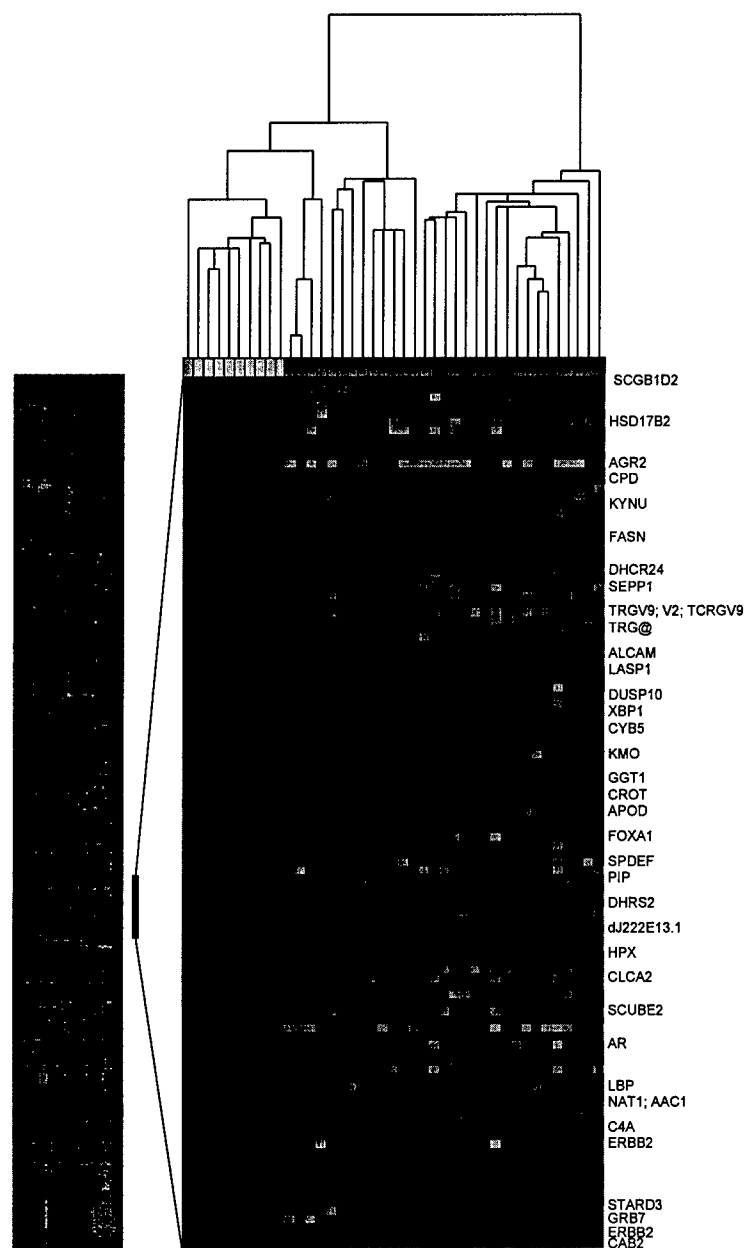 SCGB1D2
HSD17B2
AGR2
CPD
KYNU
FASN
DHCR24
SEPP1
TRGV9; V2; TCRGV9
TRG@
ALCAM
LASP1
DUSP10
XBP1
CYB5
KMO
GGT1
CROT
APOD
FOXA1
SPDEF
PIP
DHRS2
dJ222E13.1
HPX
CLCA2
SCUBE2
AR
LBP
NAT1; AAC1
C4A
ERBB2
STARD3
GRB7
ERBB2
CAB2